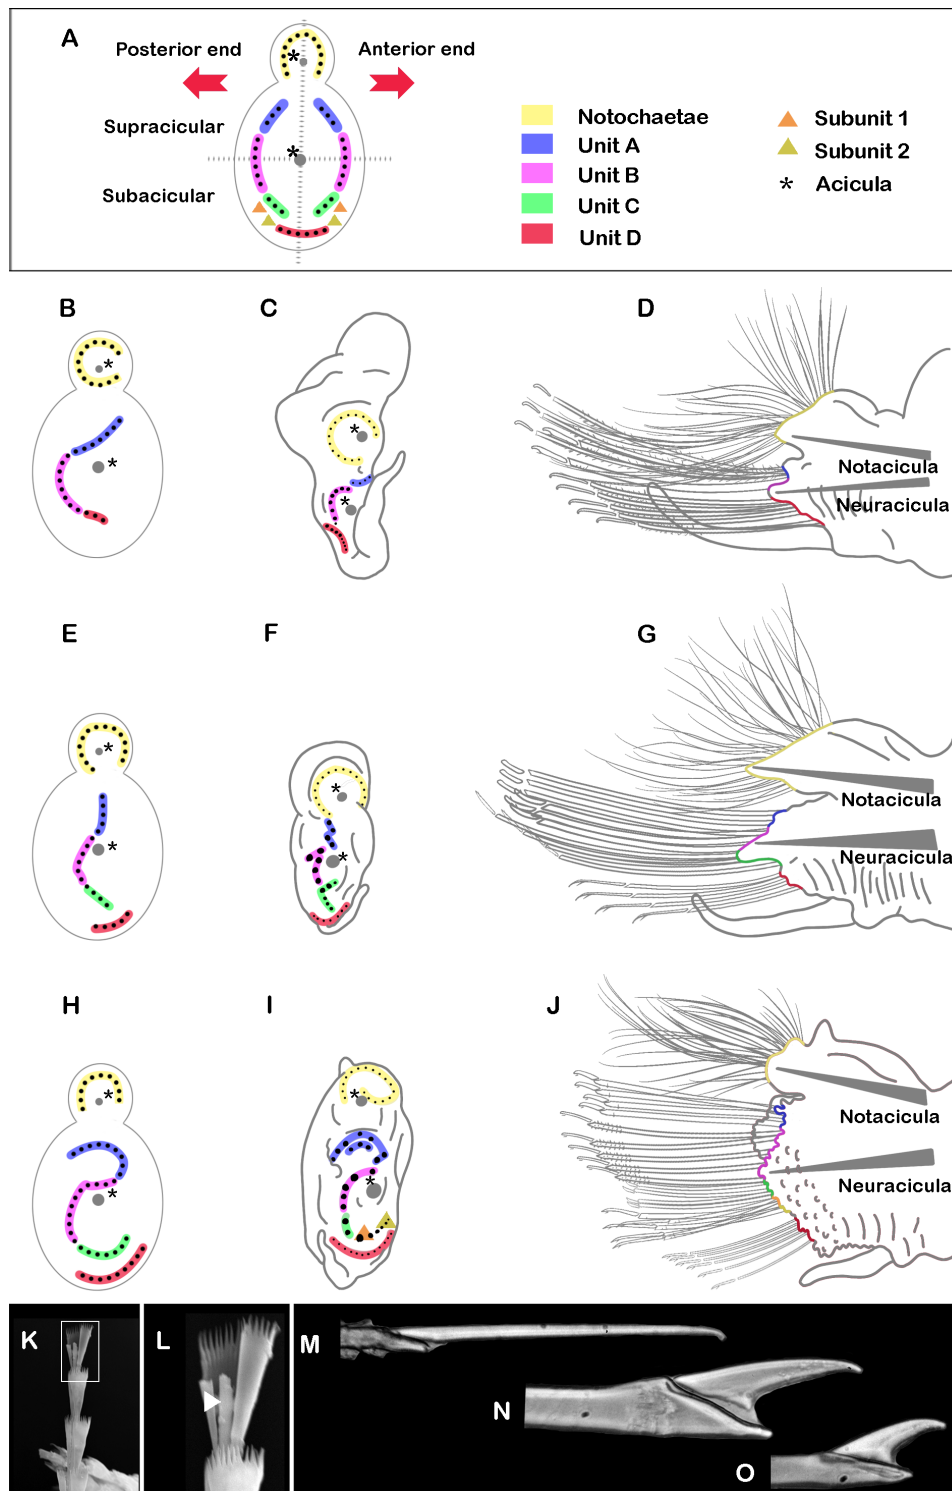 A
Posterior end
Anterior end
*
Supracicular
*
Subacicular
Notochaetae
Unit A
Unit B
Unit C
Unit D
Subunit 1
Subunit 2
* Acicula
B
*
*
C
*
*
D
Notacicula
Neuracicula
E
*
*
F
*
*
G
Notacicula
Neuracicula
H
*
*
I
*
*
J
Notacicula
Neuracicula
K
L
M
N
O